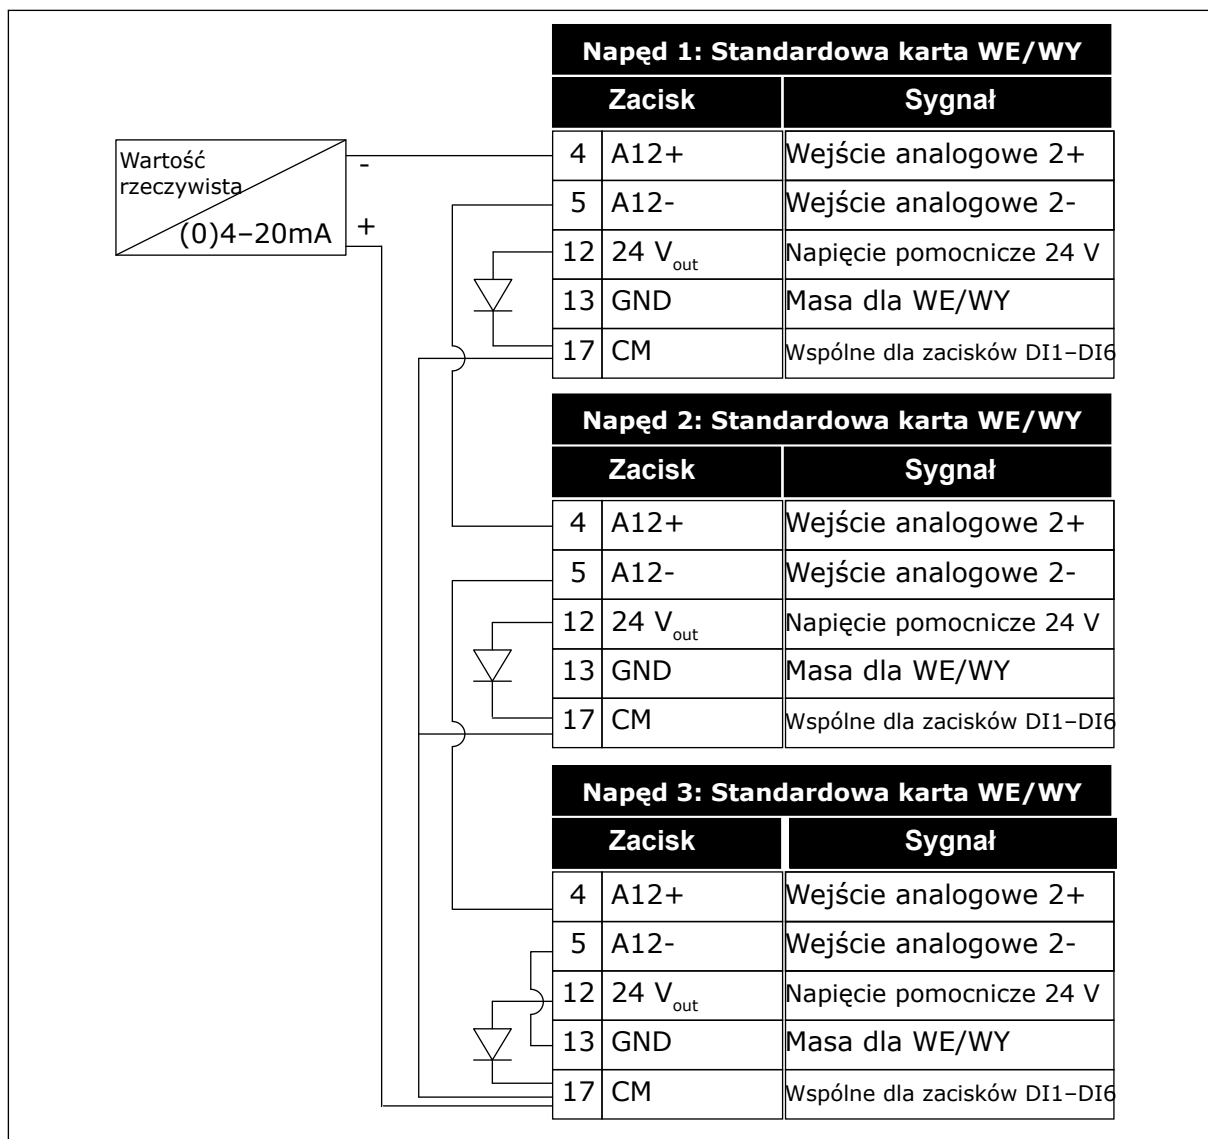 Napęd 1: Standardowa karta WE/WY
Zacisk Sygnał
Wartość
rzeczywista
(0)4–20mA
-
+
4 A12+ Wejście analogowe 2+
5 A12- Wejście analogowe 2-
12 24 Vout Napięcie pomocnicze 24 V
13 GND Masa dla WE/WY
17 CM Wspólne dla zacisków DI1–DI6
Napęd 2: Standardowa karta WE/WY
Zacisk Sygnał
4 A12+ Wejście analogowe 2+
5 A12- Wejście analogowe 2-
12 24 Vout Napięcie pomocnicze 24 V
13 GND Masa dla WE/WY
17 CM Wspólne dla zacisków DI1–DI6
Napęd 3: Standardowa karta WE/WY
Zacisk Sygnał
4 A12+ Wejście analogowe 2+
5 A12- Wejście analogowe 2-
12 24 Vout Napięcie pomocnicze 24 V
13 GND Masa dla WE/WY
17 CM Wspólne dla zacisków DI1–DI6